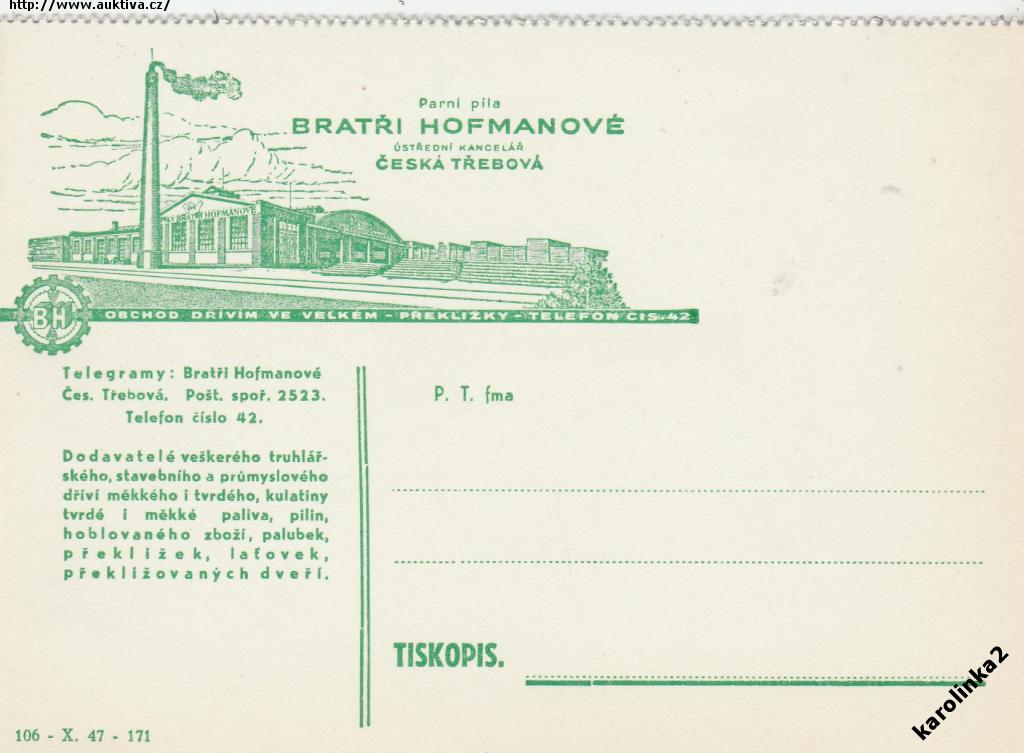 http://www.auktiva.cz/
Parní pila
BRATŘI HOFMANOVÉ
ÚSTŘEDNÍ KANCELÁŘ
ČESKÁ TŘEBOVÁ
BRATŘI HOFMANOVÉ
BH
OBCHOD DŘÍVÍM VE VELKÉM - PŘEKLIŽKY - TELEFON ČIS. 42
Telegramy: Bratři Hofmanové
Čes. Třebová. Pošt. spoř. 2523.
Telefon číslo 42.
Dodavatelé veškerého truhlář-
ského, stavebního a průmyslového
dříví měkkého i tvrdého, kulatiny
tvrdé i měkké paliva, pilin,
hoblovaného zboží, palubek,
překližek, laťovek,
překližovaných dveří.
P. T. fma
TISKOPIS.
106 - X. 47 - 171
karolinka2